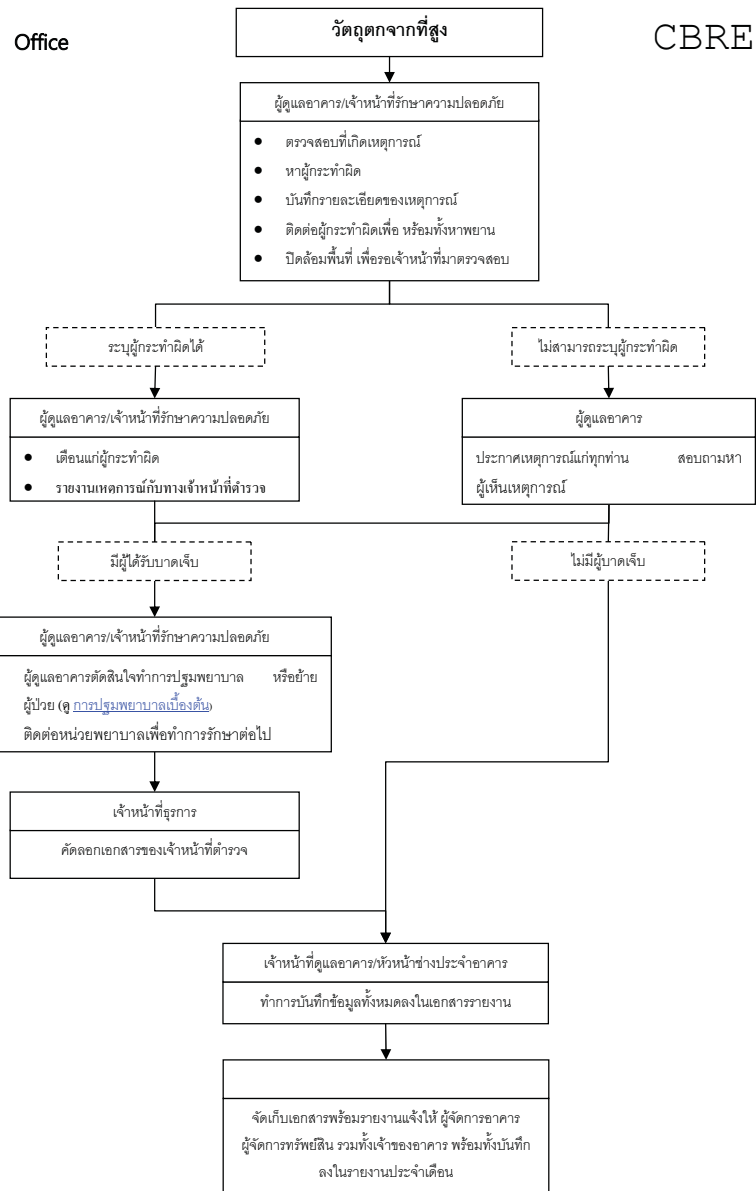 Office
วัตถุตกจากที่สูง
CBRE
ผู้ดูแลอาคาร/เจ้าหน้าที่รักษาความปลอดภัย
● ตรวจสอบที่เกิดเหตุการณ์
● หาผู้กระทำผิด
● บันทึกรายละเอียดของเหตุการณ์
● ติดต่อผู้กระทำผิดเพื่อ หร้อมทั้งหาพยาน
● ปิดล้อมพื้นที่ เพื่อรอเจ้าหน้าที่มาตรวจสอบ
ระบุผู้กระทำผิดได้
ไม่สามารถระบุผู้กระทำผิด
ผู้ดูแลอาคาร/เจ้าหน้าที่รักษาความปลอดภัย
● เตือนแก่ผู้กระทำผิด
● รายงานเหตุการณ์กับทางเจ้าหน้าที่ตำรวจ
ผู้ดูแลอาคาร
ประกาศเหตุการณ์แก่ทุกท่าน สอบถามหา
ผู้เห็นเหตุการณ์
มีผู้ได้รับบาดเจ็บ
ไม่มีผู้บาดเจ็บ
ผู้ดูแลอาคาร/เจ้าหน้าที่รักษาความปลอดภัย
ผู้ดูแลอาคารตัดสินใจทำการปฐมพยาบาล หรือย้าย
ผู้ป่วย (ดู การปฐมพยาบาลเบื้องต้น)
ติดต่อหน่วยพยาบาลเพื่อทำการรักษาต่อไป
เจ้าหน้าที่ธุรการ
คัดลอกเอกสารของเจ้าหน้าที่ตำรวจ
เจ้าหน้าที่ดูแลอาคาร/หัวหน้าช่างประจำอาคาร
ทำการบันทึกข้อมูลทั้งหมดลงในเอกสารรายงาน
จัดเก็บเอกสารพร้อมรายงานแจ้งให้ ผู้จัดการอาคาร
ผู้จัดการทรัพย์สิน รวมทั้งเจ้าของอาคาร พร้อมทั้งบันทึก
ลงในรายงานประจำเดือน